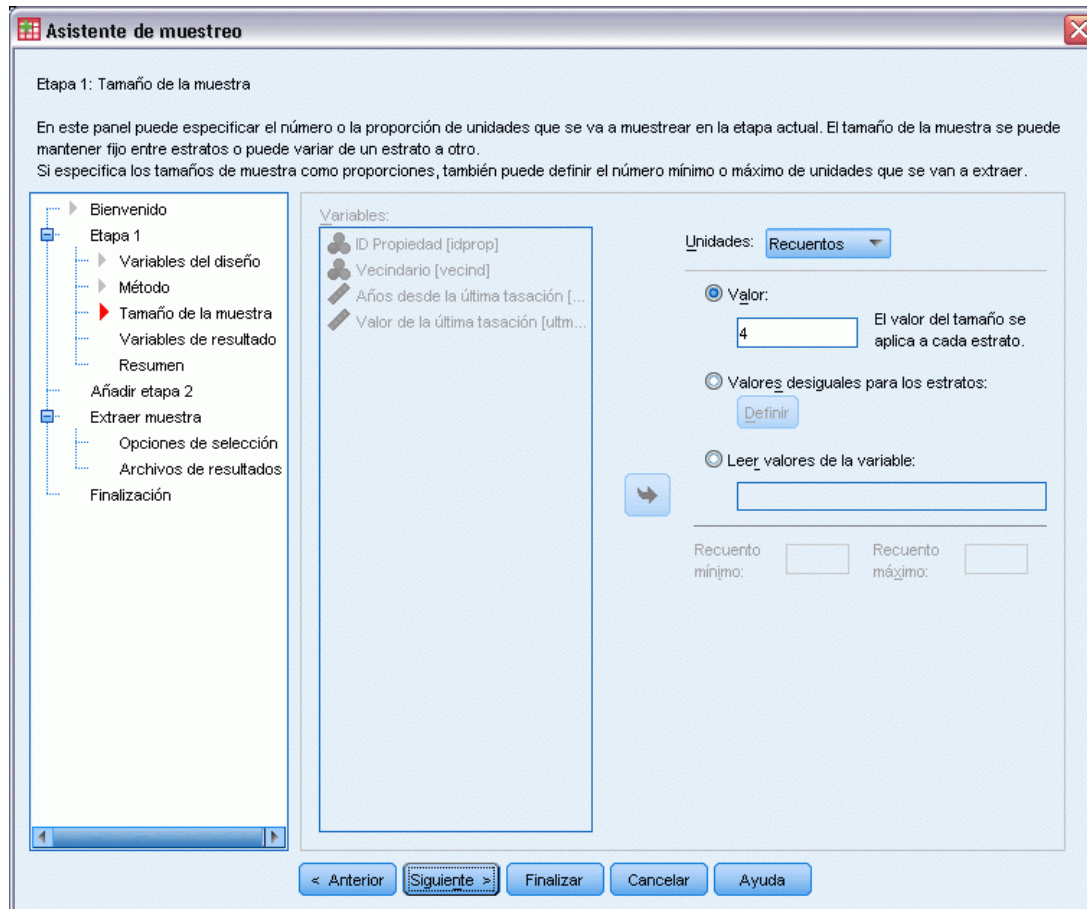 Asistente de muestreo
Etapa 1: Tamaño de la muestra
En este panel puede especificar el número o la proporción de unidades que se va a muestrear en la etapa actual. El tamaño de la muestra se puede
mantener fijo entre estratos o puede variar de un estrato a otro.
Si especifica los tamaños de muestra como proporciones, también puede definir el número mínimo o máximo de unidades que se van a extraer.
Bienvenido
Etapa 1
Variables del diseño
Método
Tamaño de la muestra
Variables de resultado
Resumen
Añadir etapa 2
Extraer muestra
Opciones de selección
Archivos de resultados
Finalización
Variables:
ID Propiedad [idprop]
Vecindario [vecind]
Años desde la última tasación [...
Valor de la última tasación [ultm...
Unidades: Recuentos
Valor:
4
El valor del tamaño se
aplica a cada estrato.
Valores desiguales para los estratos:
Definir
Leer valores de la variable:
Recuento
mínimo:
Recuento
máximo:
< Anterior
Siguiente >
Finalizar
Cancelar
Ayuda